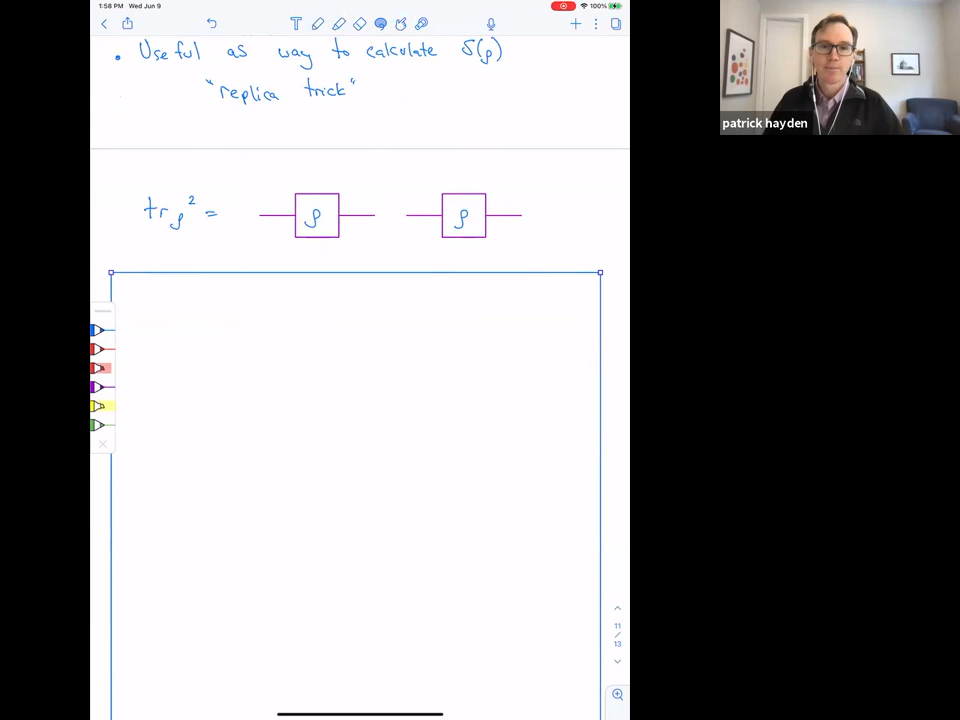 1:58 PM Wed Jun 9
100%
• Useful as way to calculate S(ρ)
"replica trick"
patrick hayden
tr ρ² =
ρ
ρ
11
/
13